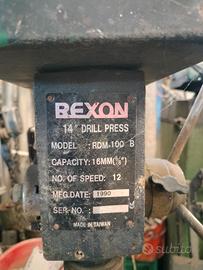 REXON
14" DRILL PRESS
MODEL: RDM-100 B
CAPACITY: 16MM(⅝")
NO. OF SPEED: 12
MFG.DATE: 1990
SER-NO.:
MADE IN TAIWAN
subito